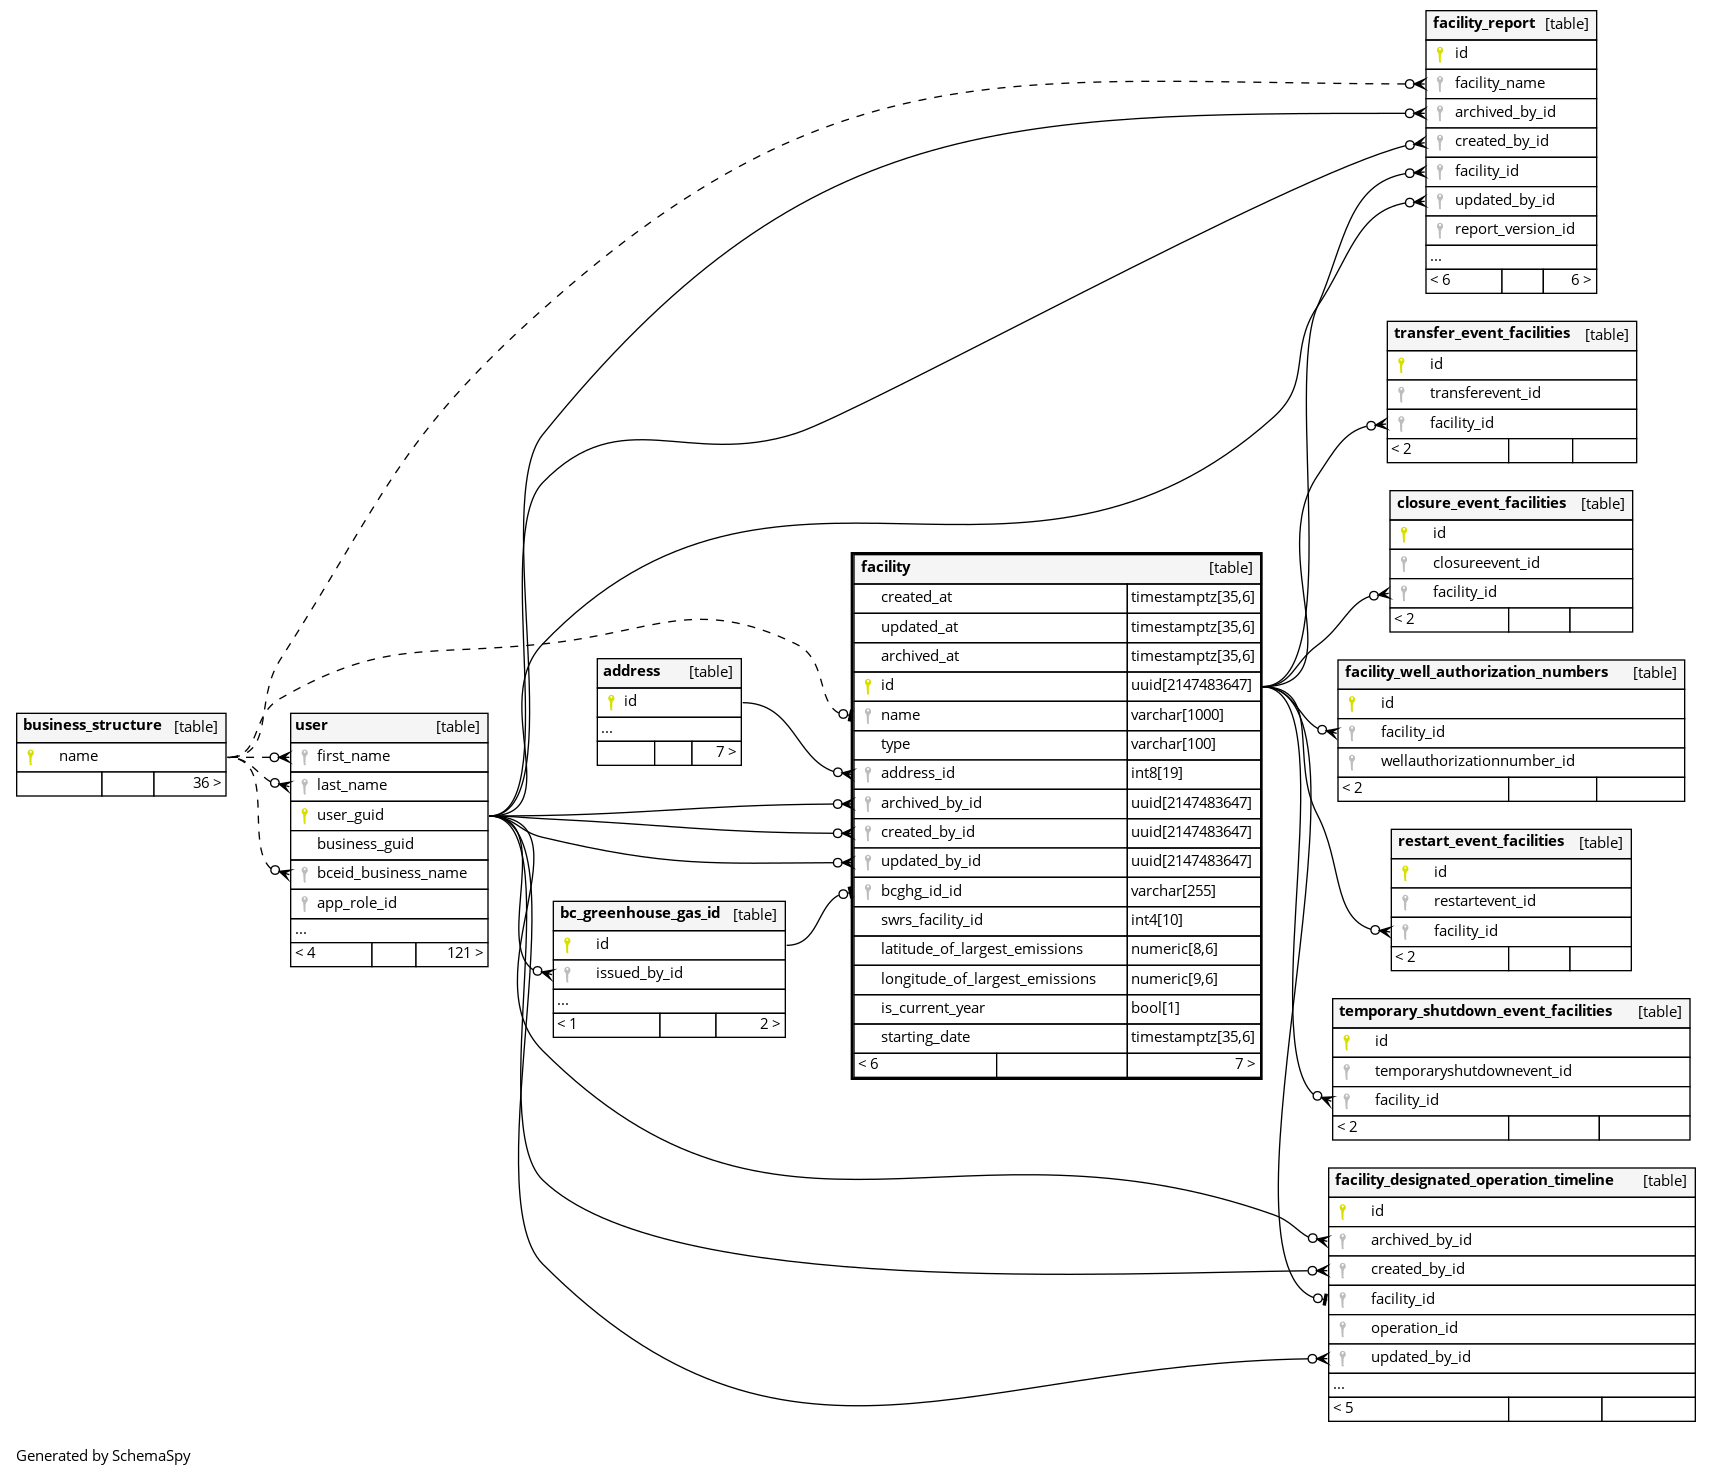 facility_report [table]
id
facility_name
archived_by_id
created_by_id
facility_id
updated_by_id
report_version_id
...
< 6 6 >
transfer_event_facilities [table]
id
transferevent_id
facility_id
< 2
closure_event_facilities [table]
id
closureevent_id
facility_id
< 2
facility [table]
created_at timestamptz[35,6]
updated_at timestamptz[35,6]
archived_at timestamptz[35,6]
id uuid[2147483647]
name varchar[1000]
type varchar[100]
address_id int8[19]
archived_by_id uuid[2147483647]
created_by_id uuid[2147483647]
updated_by_id uuid[2147483647]
bcghg_id_id varchar[255]
swrs_facility_id int4[10]
latitude_of_largest_emissions numeric[8,6]
longitude_of_largest_emissions numeric[9,6]
is_current_year bool[1]
starting_date timestamptz[35,6]
< 6 7 >
address [table]
id
...
7 >
business_structure [table]
name
36 >
user [table]
first_name
last_name
user_guid
business_guid
bceid_business_name
app_role_id
...
< 4 121 >
bc_greenhouse_gas_id [table]
id
issued_by_id
...
< 1 2 >
facility_well_authorization_numbers [table]
id
facility_id
wellauthorizationnumber_id
< 2
restart_event_facilities [table]
id
restartevent_id
facility_id
< 2
temporary_shutdown_event_facilities [table]
id
temporaryshutdownevent_id
facility_id
< 2
facility_designated_operation_timeline [table]
id
archived_by_id
created_by_id
facility_id
operation_id
updated_by_id
...
< 5
Generated by SchemaSpy